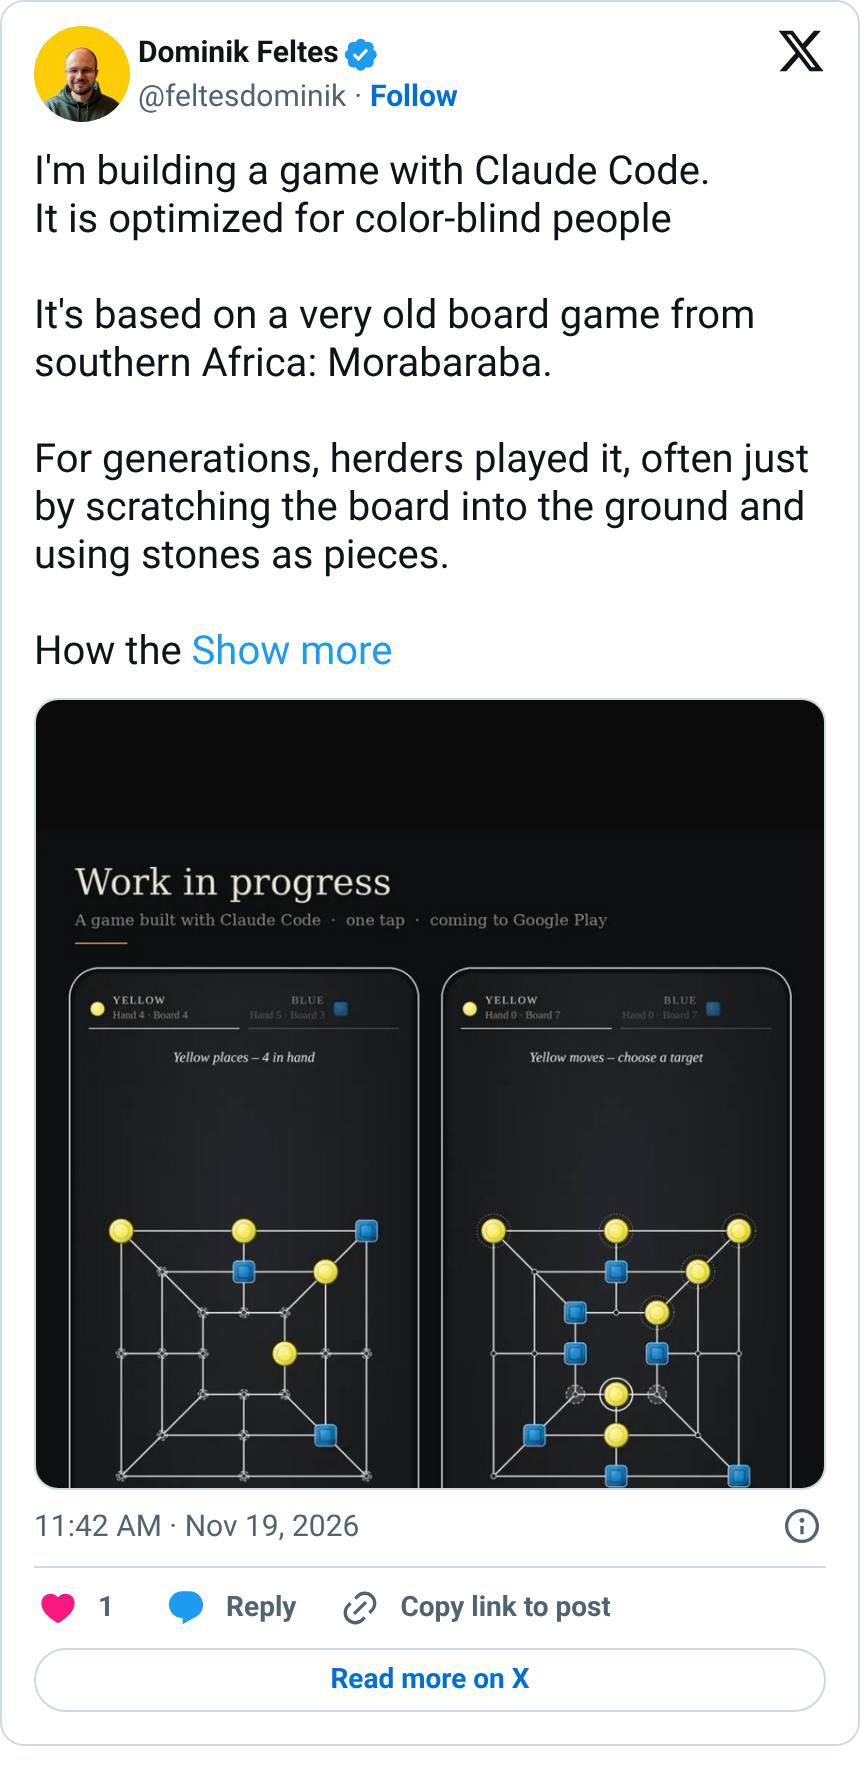 Dominik Feltes
@feltesdominik · Follow
I'm building a game with Claude Code.
It is optimized for color-blind people
It's based on a very old board game from
southern Africa: Morabaraba.
For generations, herders played it, often just
by scratching the board into the ground and
using stones as pieces.
How the Show more
Work in progress
A game built with Claude Code · one tap · coming to Google Play
YELLOW
Hand 4 · Board 4
BLUE
Hand 5 · Board 3
Yellow places – 4 in hand
YELLOW
Hand 0 · Board 7
BLUE
Hand 0 · Board 7
Yellow moves – choose a target
11:42 AM · Nov 19, 2026
1
Reply
Copy link to post
Read more on X